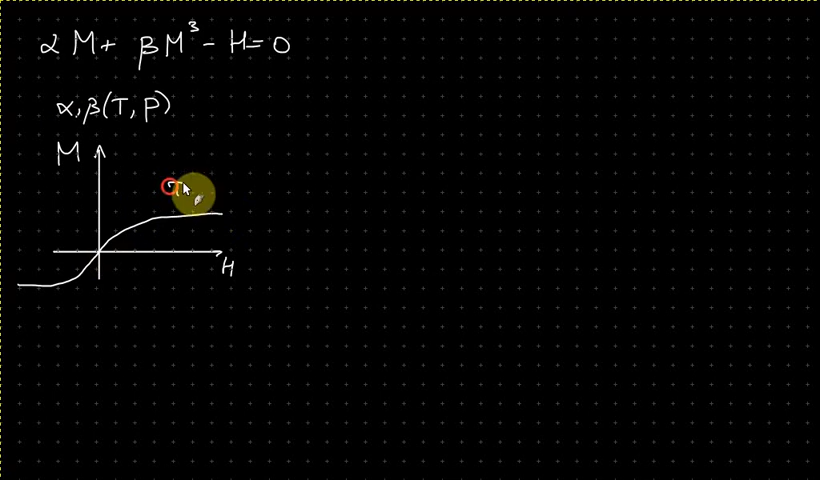 αM + βM³ - H = 0
α, β(T, P)
M
T
H